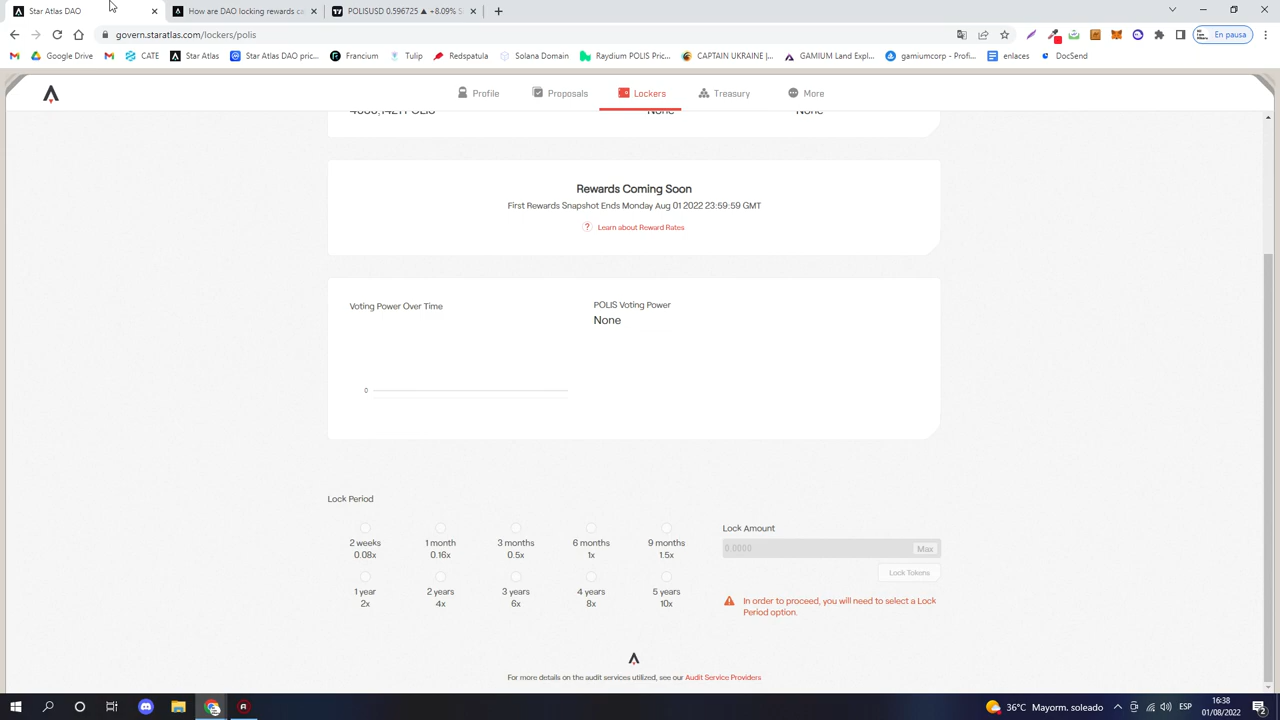 Star Atlas DAO
How are DAO locking rewards c
POLISUSD 0.596725 ▲ +8.09% S
govern.staratlas.com/lockers/polis
En pausa
Gmail
Google Drive
CATE
Star Atlas
Star Atlas DAO pric...
Francium
Tulip
Redspatula
Solana Domain
Raydium POLIS Pric...
CAPTAIN UKRAINE |...
GAMIUM Land Expl...
gamiumcorp - Profi...
enlaces
DocSend
Profile
Proposals
Lockers
Treasury
More
None
None
Rewards Coming Soon
First Rewards Snapshot Ends Monday Aug 01 2022 23:59:59 GMT
? Learn about Reward Rates
Voting Power Over Time
POLIS Voting Power
None
0
Lock Period
2 weeks
0.08x
1 month
0.16x
3 months
0.5x
6 months
1x
9 months
1.5x
1 year
2x
2 years
4x
3 years
6x
4 years
8x
5 years
10x
Lock Amount
0.0000
Max
Lock Tokens
In order to proceed, you will need to select a Lock
Period option.
For more details on the audit services utilized, see our Audit Service Providers
36°C Mayorm. soleado
ESP
16:38
01/08/2022
2